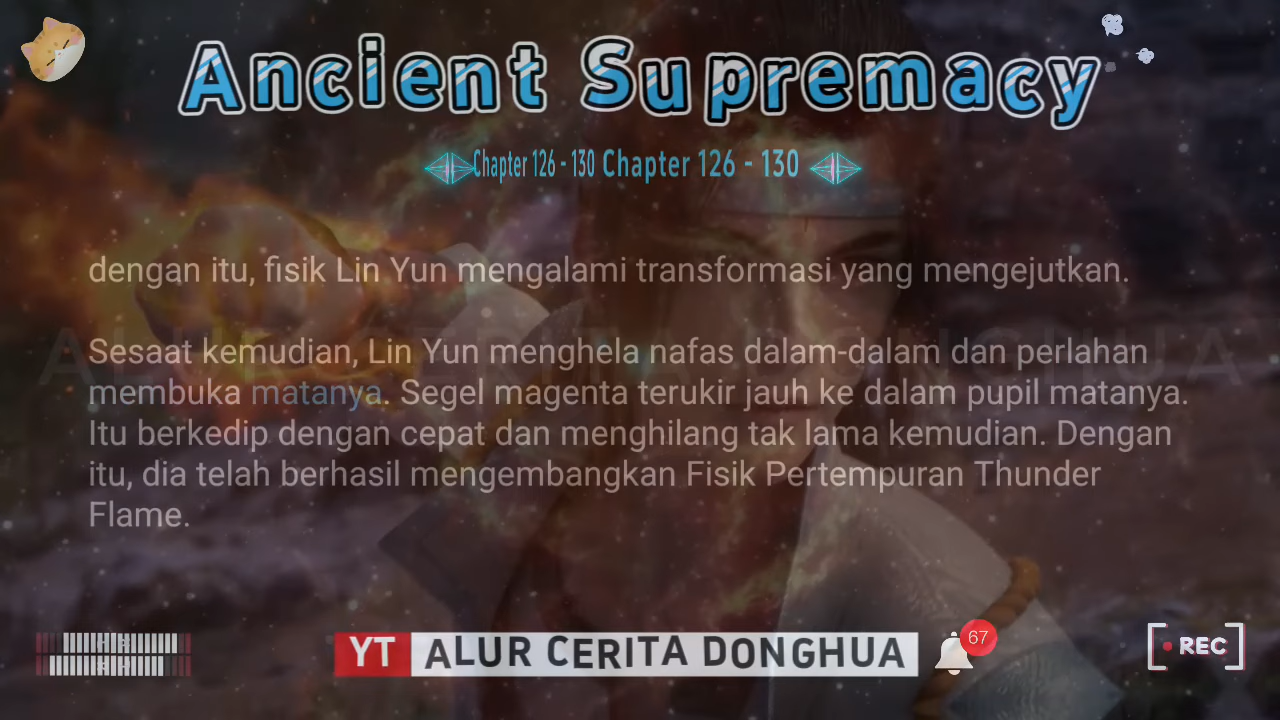 Ancient Supremacy
Chapter 126 - 130 Chapter 126 - 130
dengan itu, fisik Lin Yun mengalami transformasi yang mengejutkan.
ALUR CERITA DONGHUA
Sesaat kemudian, Lin Yun menghela nafas dalam-dalam dan perlahan
membuka matanya. Segel magenta terukir jauh ke dalam pupil matanya.
Itu berkedip dengan cepat dan menghilang tak lama kemudian. Dengan
itu, dia telah berhasil mengembangkan Fisik Pertempuran Thunder
Flame.
YT ALUR CERITA DONGHUA
67
REC